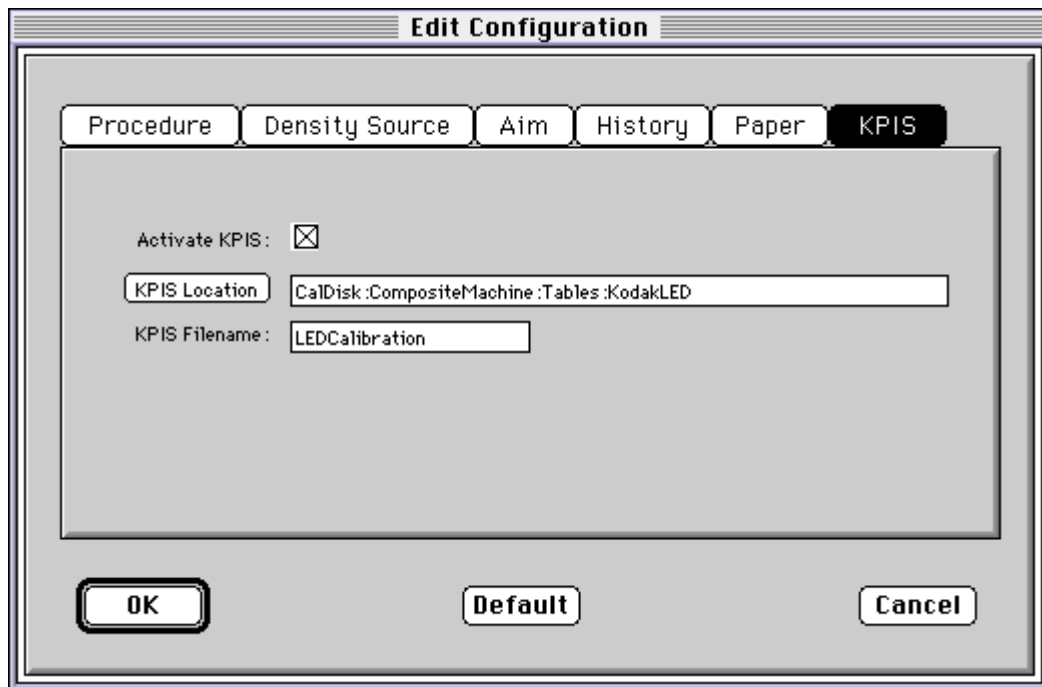 Edit Configuration
Procedure Density Source Aim History Paper KPIS
Activate KPIS:
KPIS Location CalDisk:CompositeMachine:Tables:KodakLED
KPIS Filename: LEDCalibration
OK Default Cancel